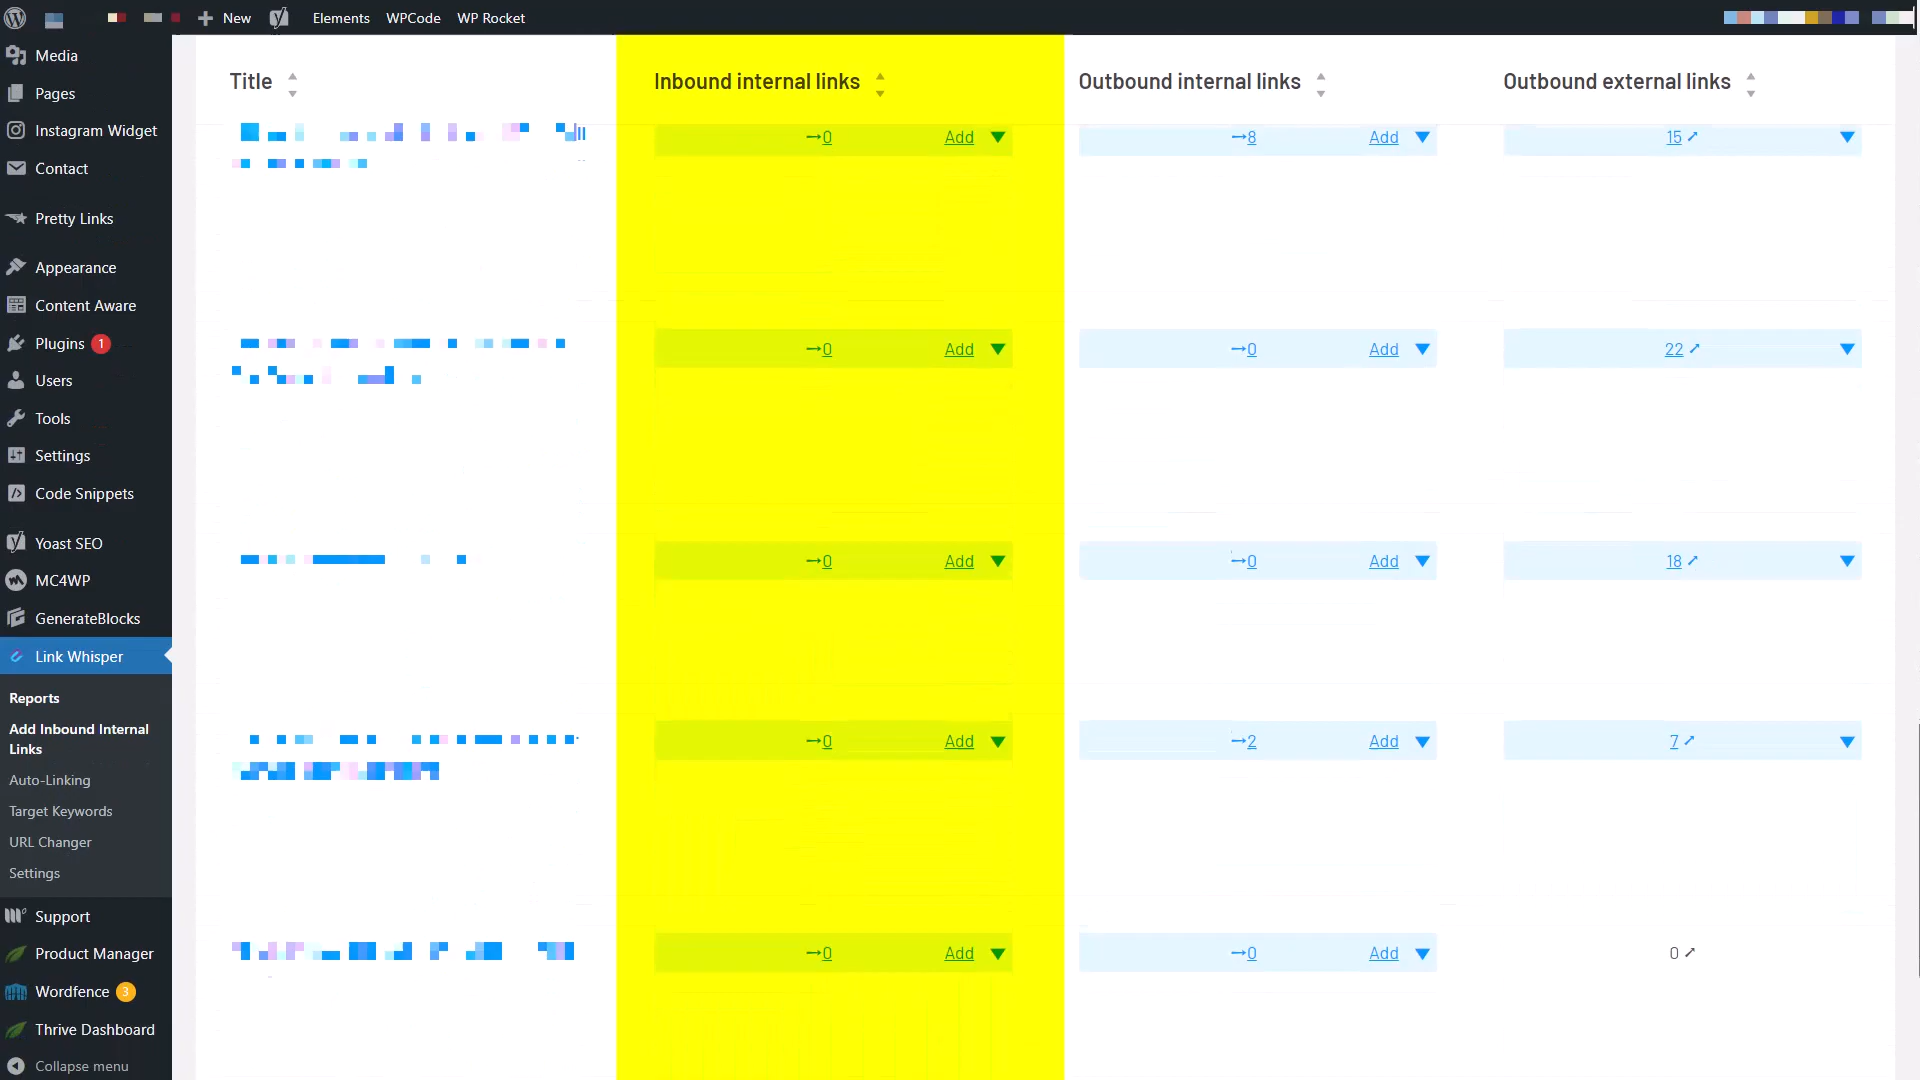 New
Elements
WPCode
WP Rocket
Media
Pages
Instagram Widget
Contact
Pretty Links
Appearance
Content Aware
Plugins 1
Users
Tools
Settings
Code Snippets
Yoast SEO
MC4WP
GenerateBlocks
Link Whisper
Reports
Add Inbound Internal
Links
Auto-Linking
Target Keywords
URL Changer
Settings
Support
Product Manager
Wordfence 3
Thrive Dashboard
Collapse menu
Title
Inbound internal links
Outbound internal links
Outbound external links
→0 Add ▼ →8 Add ▼ 15 ▼
→0 Add ▼ →0 Add ▼ 22 ▼
→0 Add ▼ →0 Add ▼ 18 ▼
→0 Add ▼ →2 Add ▼ 7 ▼
→0 Add ▼ →0 Add ▼ 0